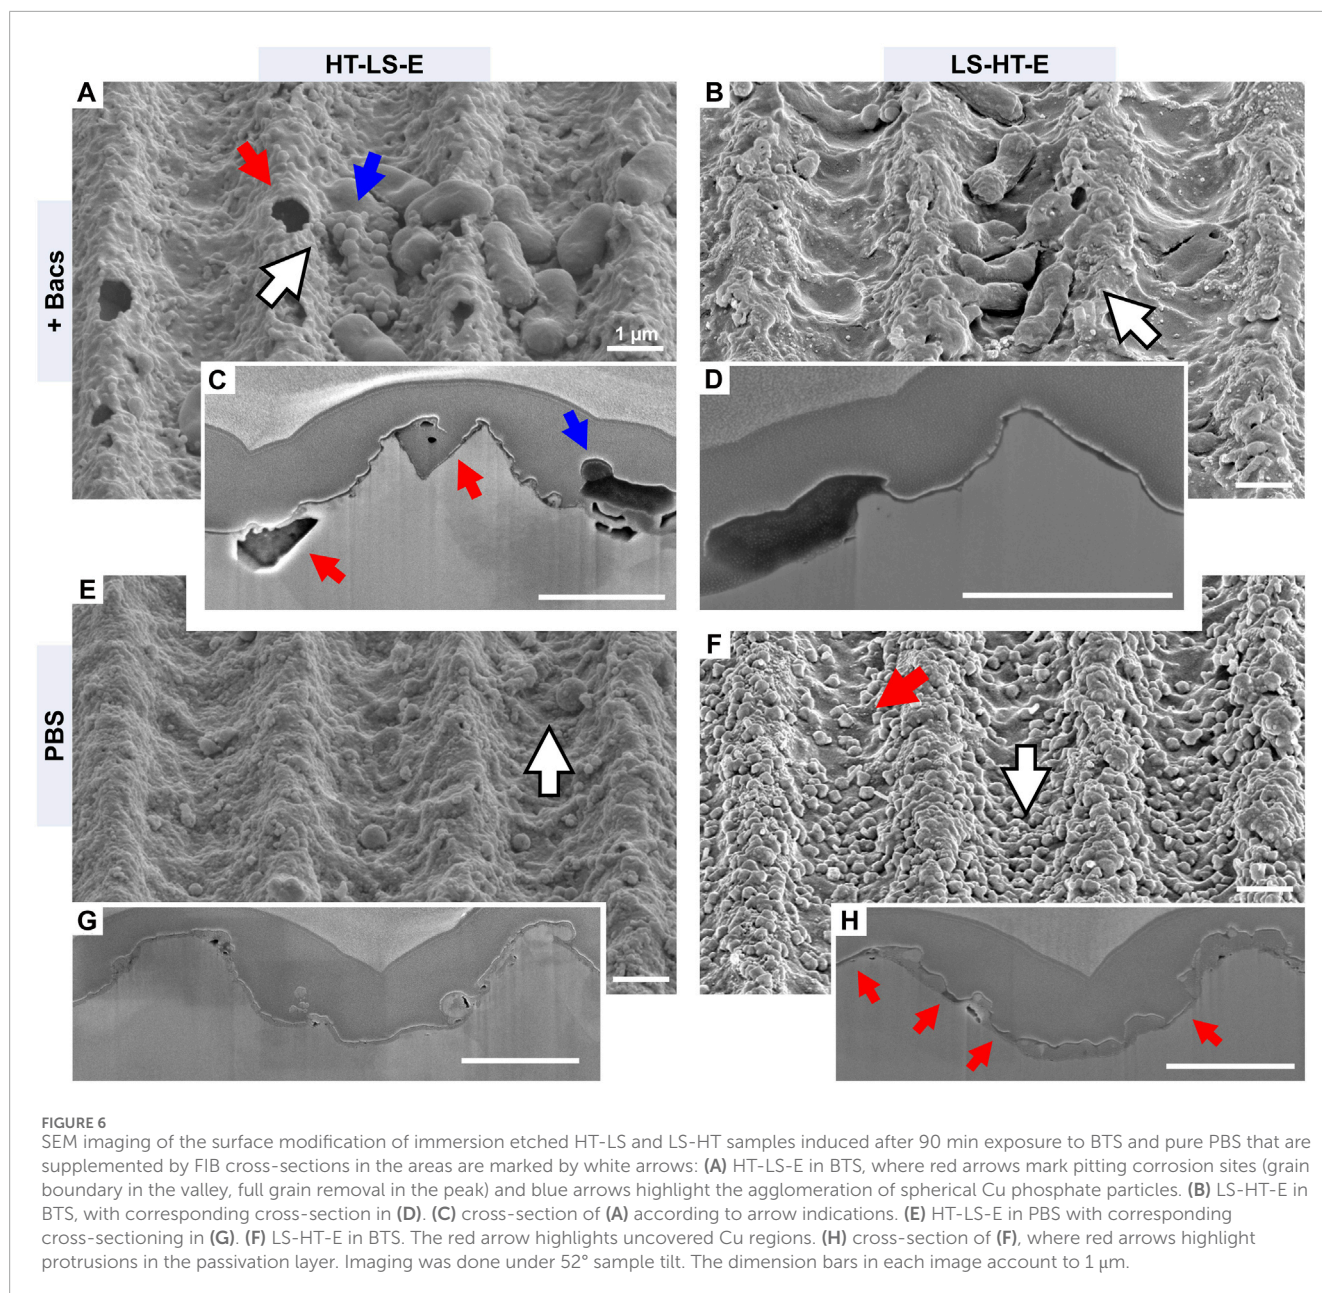 HT-LS-E
LS-HT-E
A
B
+ Bacs
1 µm
C
D
E
F
PBS
G
H
FIGURE 6
SEM imaging of the surface modification of immersion etched HT-LS and LS-HT samples induced after 90 min exposure to BTS and pure PBS that are
supplemented by FIB cross-sections in the areas are marked by white arrows: (A) HT-LS-E in BTS, where red arrows mark pitting corrosion sites (grain
boundary in the valley, full grain removal in the peak) and blue arrows highlight the agglomeration of spherical Cu phosphate particles. (B) LS-HT-E in
BTS, with corresponding cross-section in (D). (C) cross-section of (A) according to arrow indications. (E) HT-LS-E in PBS with corresponding
cross-sectioning in (G). (F) LS-HT-E in BTS. The red arrow highlights uncovered Cu regions. (H) cross-section of (F), where red arrows highlight
protrusions in the passivation layer. Imaging was done under 52° sample tilt. The dimension bars in each image account to 1 µm.